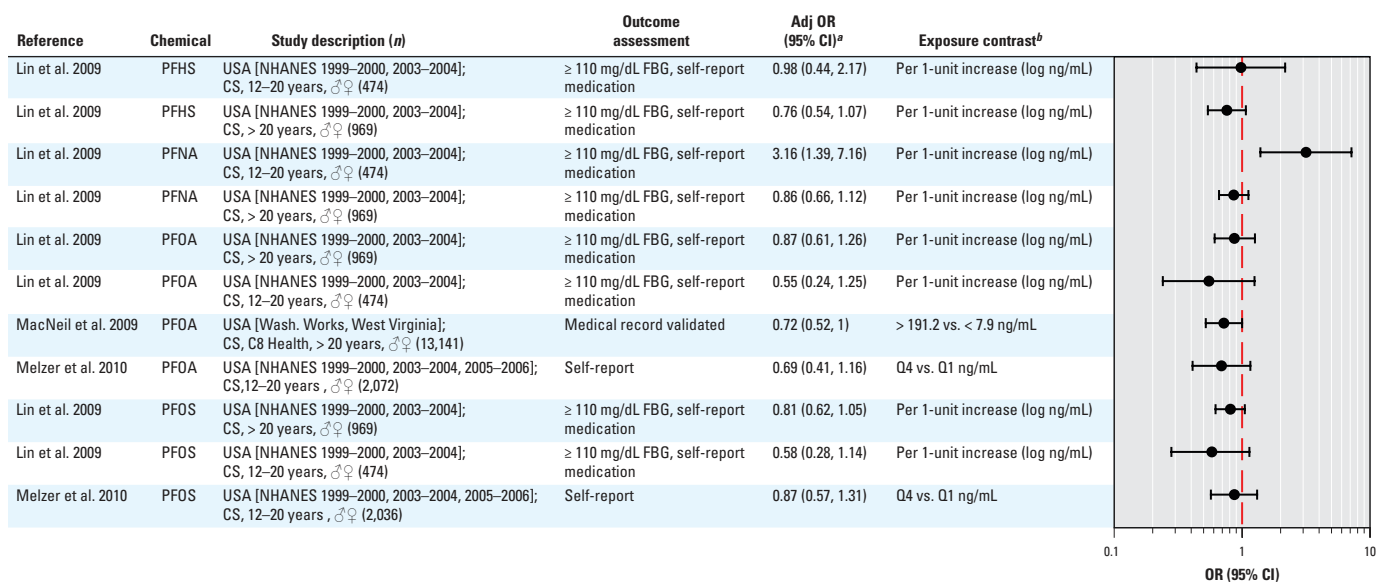 Reference Chemical Study description (n) Outcome assessment Adj OR (95% CI)a Exposure contrastb
Lin et al. 2009 PFHS USA [NHANES 1999–2000, 2003–2004]; ≥ 110 mg/dL FBG, self-report 0.98 (0.44, 2.17) Per 1-unit increase (log ng/mL)
CS, 12–20 years, ♂♀ (474) medication
Lin et al. 2009 PFHS USA [NHANES 1999–2000, 2003–2004]; ≥ 110 mg/dL FBG, self-report 0.76 (0.54, 1.07) Per 1-unit increase (log ng/mL)
CS, > 20 years, ♂♀ (969) medication
Lin et al. 2009 PFNA USA [NHANES 1999–2000, 2003–2004]; ≥ 110 mg/dL FBG, self-report 3.16 (1.39, 7.16) Per 1-unit increase (log ng/mL)
CS, 12–20 years, ♂♀ (474) medication
Lin et al. 2009 PFNA USA [NHANES 1999–2000, 2003–2004]; ≥ 110 mg/dL FBG, self-report 0.86 (0.66, 1.12) Per 1-unit increase (log ng/mL)
CS, > 20 years, ♂♀ (969) medication
Lin et al. 2009 PFOA USA [NHANES 1999–2000, 2003–2004]; ≥ 110 mg/dL FBG, self-report 0.87 (0.61, 1.26) Per 1-unit increase (log ng/mL)
CS, > 20 years, ♂♀ (969) medication
Lin et al. 2009 PFOA USA [NHANES 1999–2000, 2003–2004]; ≥ 110 mg/dL FBG, self-report 0.55 (0.24, 1.25) Per 1-unit increase (log ng/mL)
CS, 12–20 years, ♂♀ (474) medication
MacNeil et al. 2009 PFOA USA [Wash. Works, West Virginia]; Medical record validated 0.72 (0.52, 1) > 191.2 vs. < 7.9 ng/mL
CS, C8 Health, > 20 years, ♂♀ (13,141)
Melzer et al. 2010 PFOA USA [NHANES 1999–2000, 2003–2004, 2005–2006]; Self-report 0.69 (0.41, 1.16) Q4 vs. Q1 ng/mL
CS,12–20 years , ♂♀ (2,072)
Lin et al. 2009 PFOS USA [NHANES 1999–2000, 2003–2004]; ≥ 110 mg/dL FBG, self-report 0.81 (0.62, 1.05) Per 1-unit increase (log ng/mL)
CS, > 20 years, ♂♀ (969) medication
Lin et al. 2009 PFOS USA [NHANES 1999–2000, 2003–2004]; ≥ 110 mg/dL FBG, self-report 0.58 (0.28, 1.14) Per 1-unit increase (log ng/mL)
CS, 12–20 years, ♂♀ (474) medication
Melzer et al. 2010 PFOS USA [NHANES 1999–2000, 2003–2004, 2005–2006]; Self-report 0.87 (0.57, 1.31) Q4 vs. Q1 ng/mL
CS, 12–20 years , ♂♀ (2,036)
0.1 1 10
OR (95% CI)